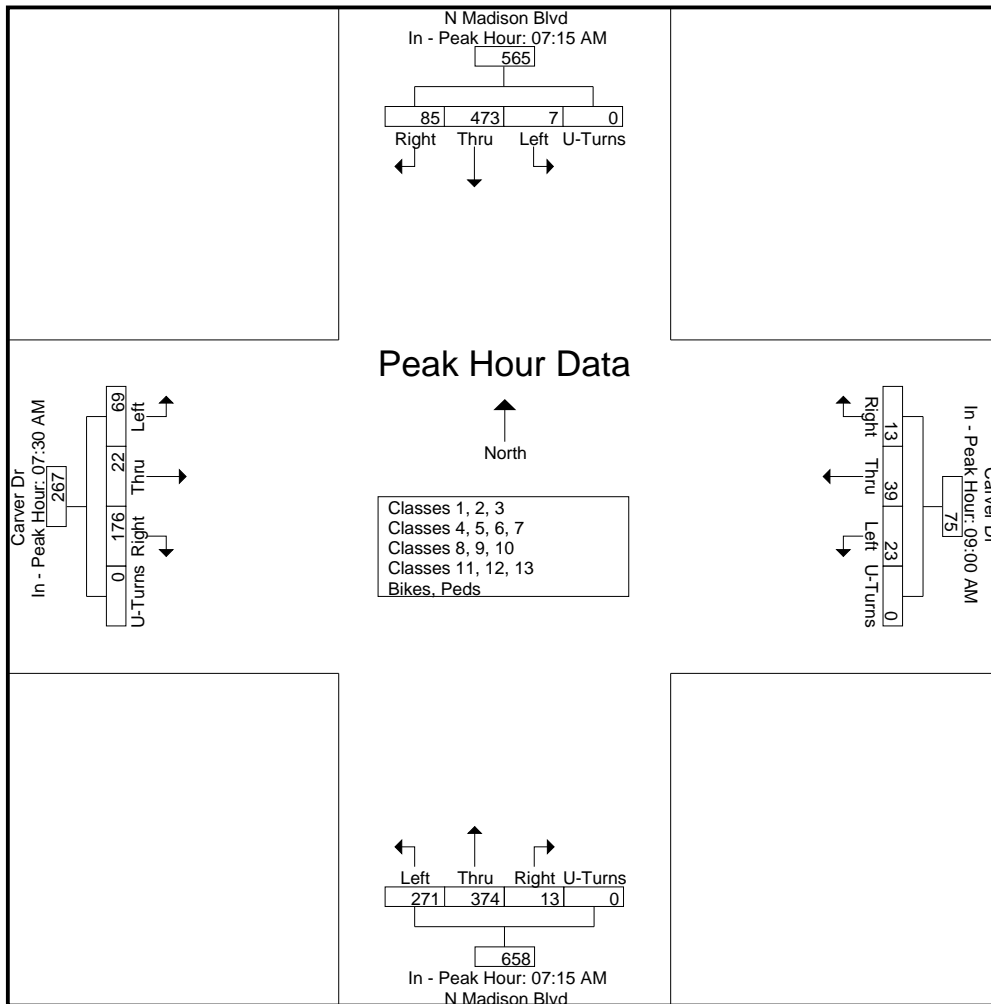 N Madison Blvd
In - Peak Hour: 07:15 AM
565
85 473 7 0
Right Thru Left U-Turns
Peak Hour Data
North
Classes 1, 2, 3
Classes 4, 5, 6, 7
Classes 8, 9, 10
Classes 11, 12, 13
Bikes, Peds
Carver Dr
In - Peak Hour: 07:30 AM
267
69 22 176 0
Left Thru Right U-Turns
Carver Dr
In - Peak Hour: 09:00 AM
75
13 39 23 0
Right Thru Left U-Turns
Left Thru Right U-Turns
271 374 13 0
658
In - Peak Hour: 07:15 AM
N Madison Blvd